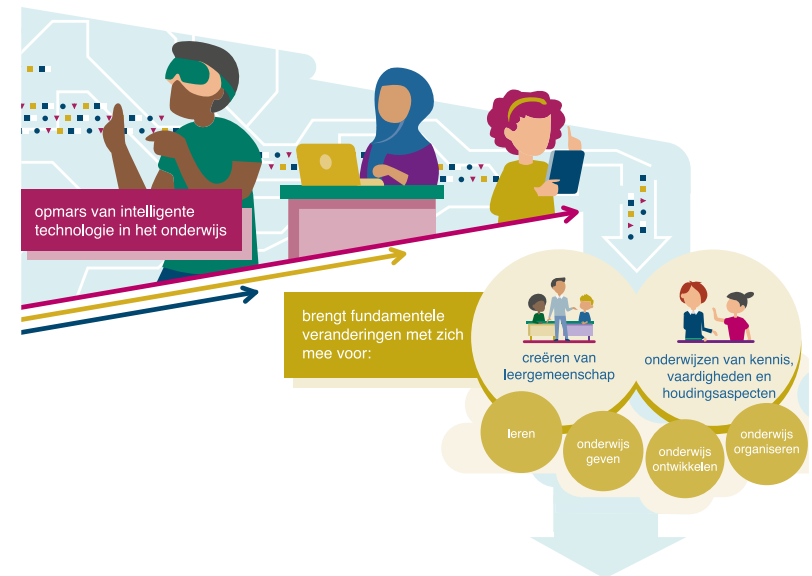 opmars van intelligente
technologie in het onderwijs
brengt fundamentele
veranderingen met zich
mee voor:
creëren van
leergemeenschap
onderwijzen van kennis,
vaardigheden en
houdingsaspecten
leren
onderwijs
geven
onderwijs
ontwikkelen
onderwijs
organiseren